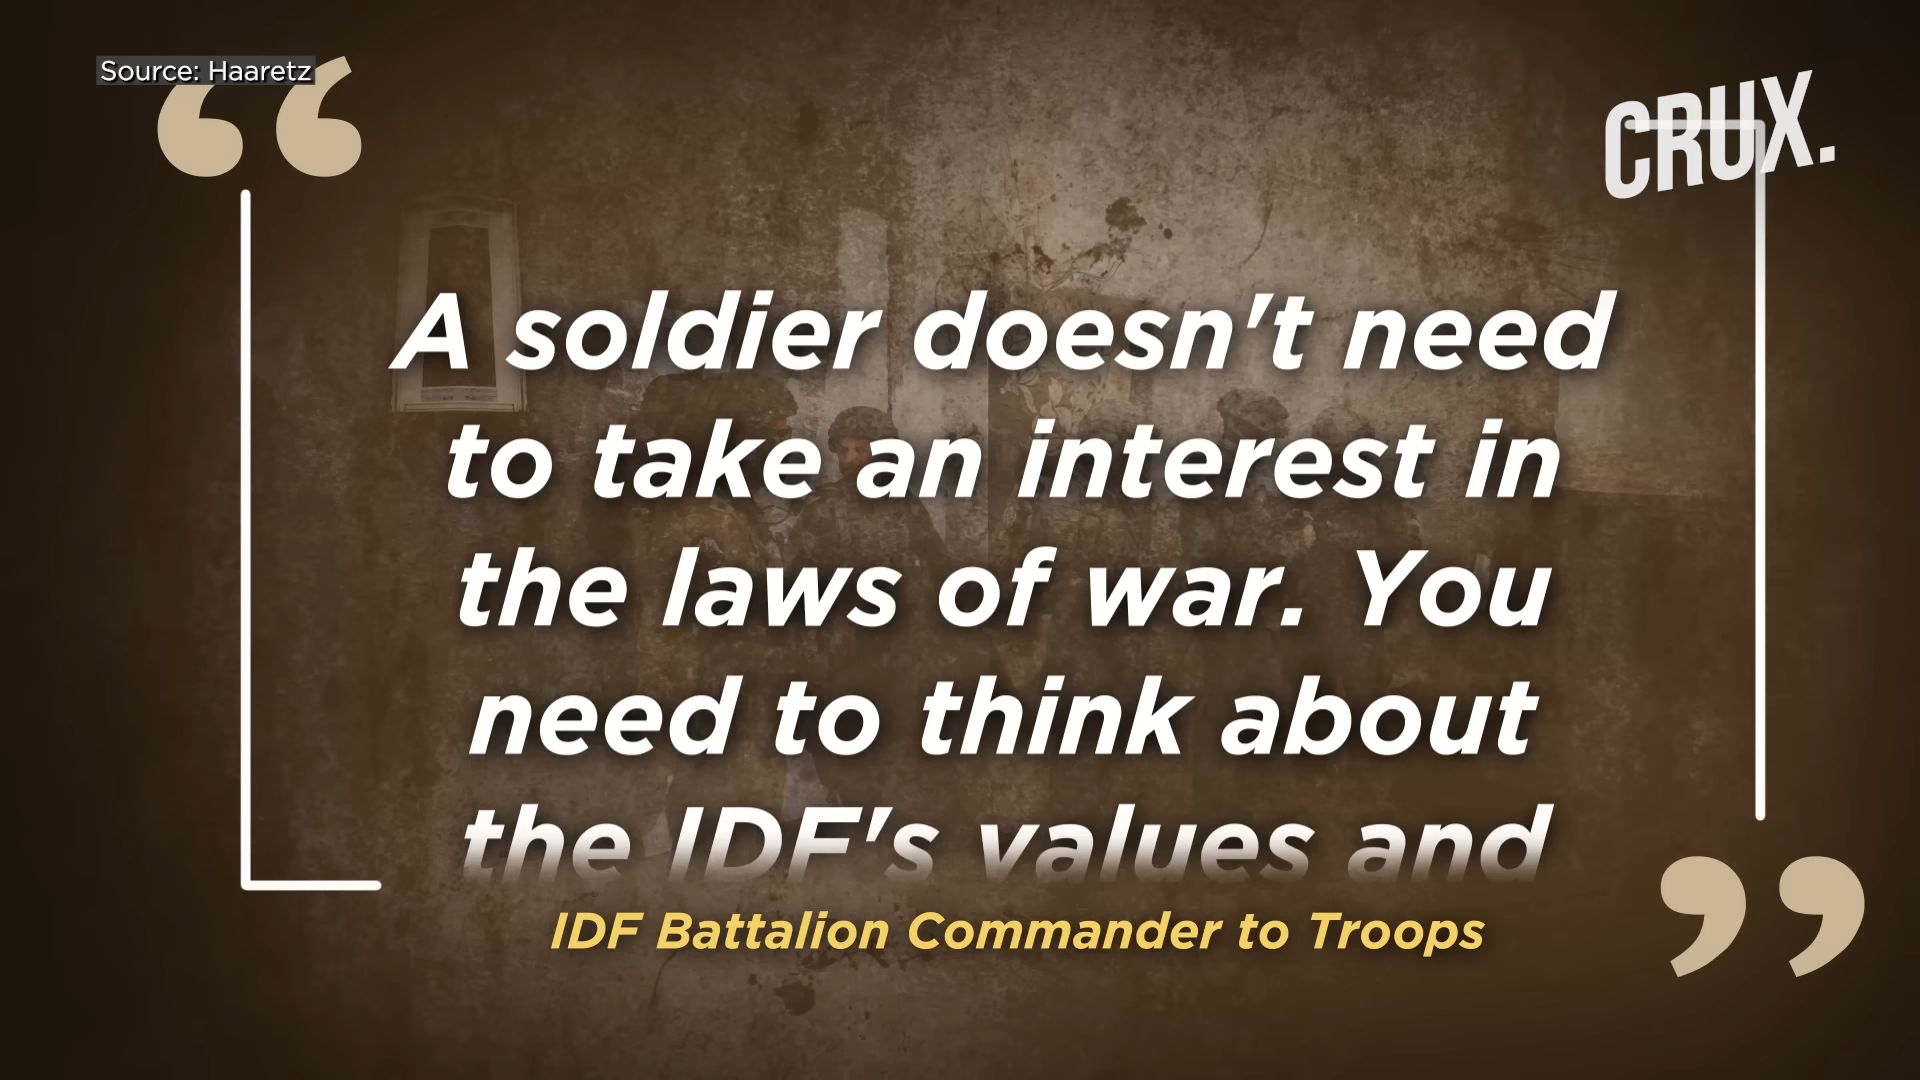 Source: Haaretz
CRUX.
“
A soldier doesn't need
to take an interest in
the laws of war. You
need to think about
the IDF's values and
IDF Battalion Commander to Troops
”